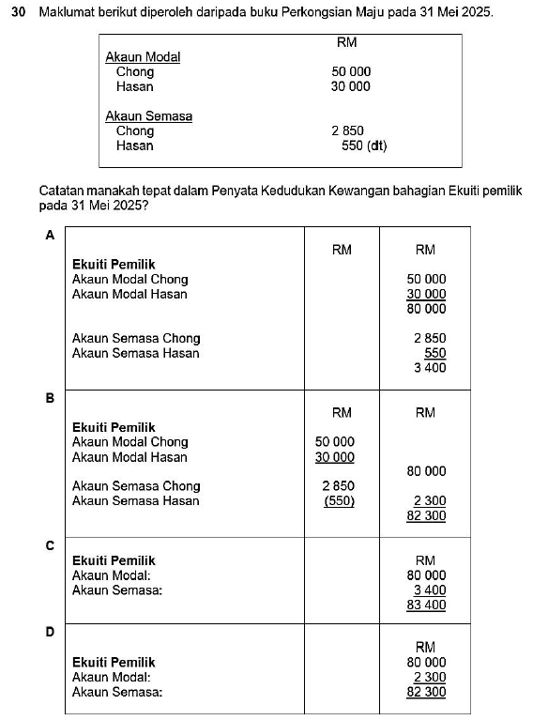 30 Maklumat berikut diperoleh daripada buku Perkongsian Maju pada 31 Mei 2025.
RM
Akaun Modal
Chong 50 000
Hasan 30 000
Akaun Semasa
Chong 2 850
Hasan 550 (dt)
Catatan manakah tepat dalam Penyata Kedudukan Kewangan bahagian Ekuiti pemilik
pada 31 Mei 2025?
A
RM RM
Ekuiti Pemilik
Akaun Modal Chong 50 000
Akaun Modal Hasan 30 000
80 000
Akaun Semasa Chong 2 850
Akaun Semasa Hasan 550
3 400
B
RM RM
Ekuiti Pemilik
Akaun Modal Chong 50 000
Akaun Modal Hasan 30 000
80 000
Akaun Semasa Chong 2 850
Akaun Semasa Hasan (550) 2 300
82 300
C
Ekuiti Pemilik RM
Akaun Modal: 80 000
Akaun Semasa: 3 400
83 400
D
RM
Ekuiti Pemilik 80 000
Akaun Modal: 2 300
Akaun Semasa: 82 300